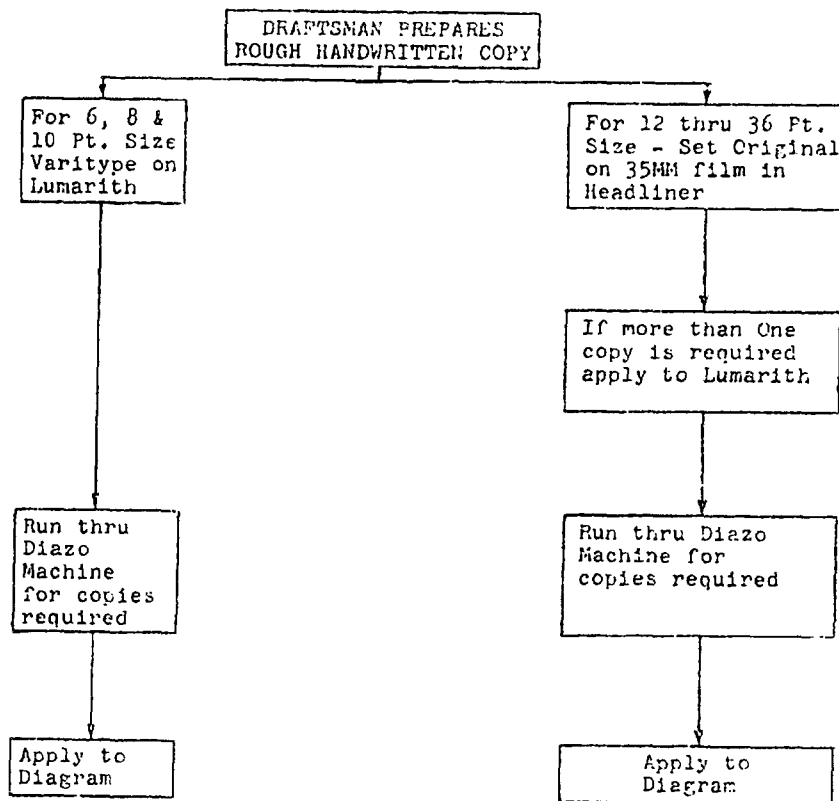 DRAFTSMAN PREPARES
ROUGH HANDWRITTEN COPY
For 6, 8 &
10 Pt. Size
Varitype on
Lumarith
Run thru
Diazo
Machine
for copies
required
Apply to
Diagram
For 12 thru 36 Pt.
Size - Set Original
on 35MM film in
Headliner
If more than One
copy is required
apply to Lumarith
Run thru Diazo
Machine for
copies required
Apply to
Diagram